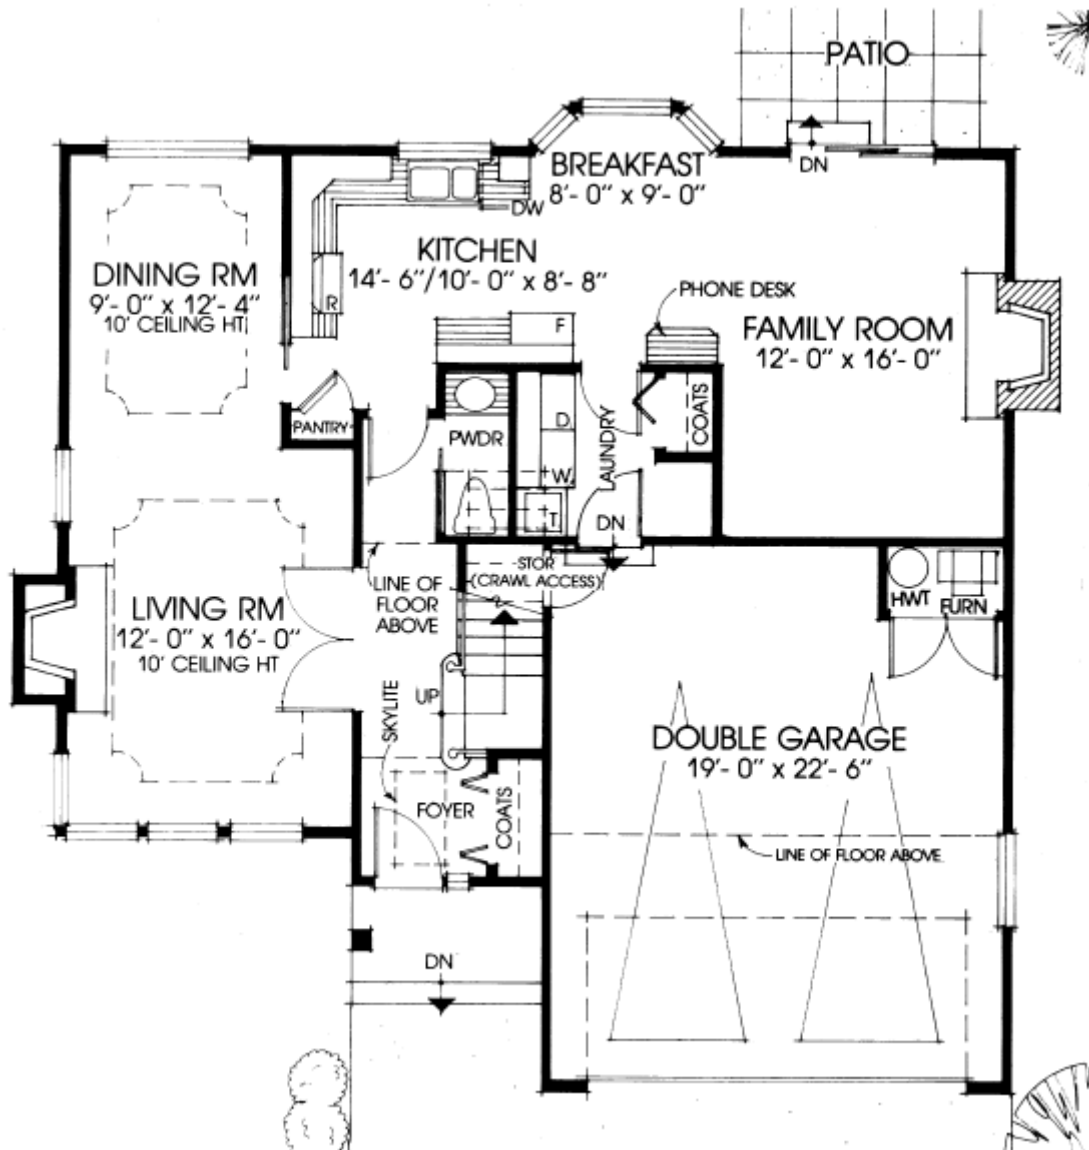 PATIO
DN
BREAKFAST
8'- 0" x 9'- 0"
DW
KITCHEN
14'- 6"/10'- 0" x 8'- 8"
DINING RM
9'- 0" x 12'- 4"
10' CEILING HT.
R
F
PHONE DESK
FAMILY ROOM
12'- 0" x 16'- 0"
PANTRY
PWDR
D.
W.
T.
LAUNDRY
COATS
DN
STOR
(CRAWL ACCESS)
HWT
FURN
LINE OF
FLOOR
ABOVE
LIVING RM
12'- 0" x 16'- 0"
10' CEILING HT
UP
SKYLITE
DOUBLE GARAGE
19'- 0" x 22'- 6"
FOYER
COATS
LINE OF FLOOR ABOVE
DN